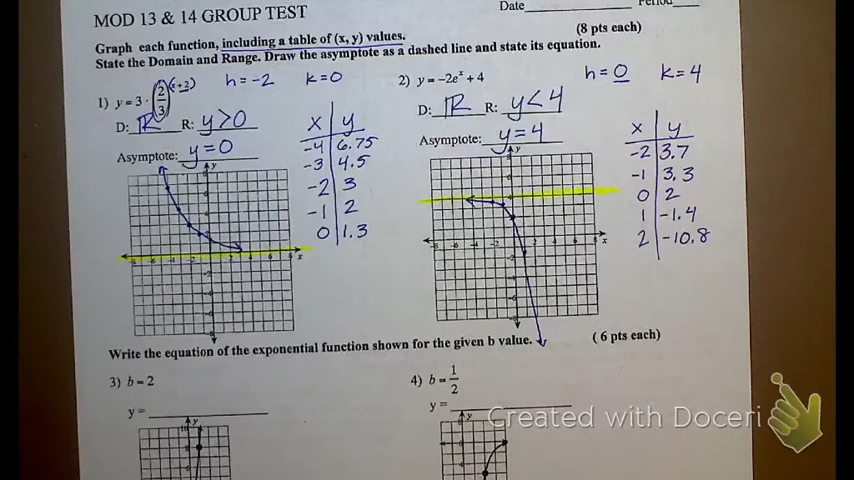 MOD 13 & 14 GROUP TEST
Date
Graph each function, including a table of (x, y) values. (8 pts each)
State the Domain and Range. Draw the asymptote as a dashed line and state its equation.
1) y = 3 · (2/3)^(x+2) h = -2 k = 0
D: ℝ R: y > 0
Asymptote: y = 0
x | y
-4 | 6.75
-3 | 4.5
-2 | 3
-1 | 2
0 | 1.3
2) y = -2e^x + 4 h = 0 k = 4
D: ℝ R: y < 4
Asymptote: y = 4
x | y
-2 | 3.7
-1 | 3.3
0 | 2
1 | -1.4
2 | -10.8
Write the equation of the exponential function shown for the given b value. ( 6 pts each)
3) b = 2
y =
4) b = 1/2
y =
Created with Doceri